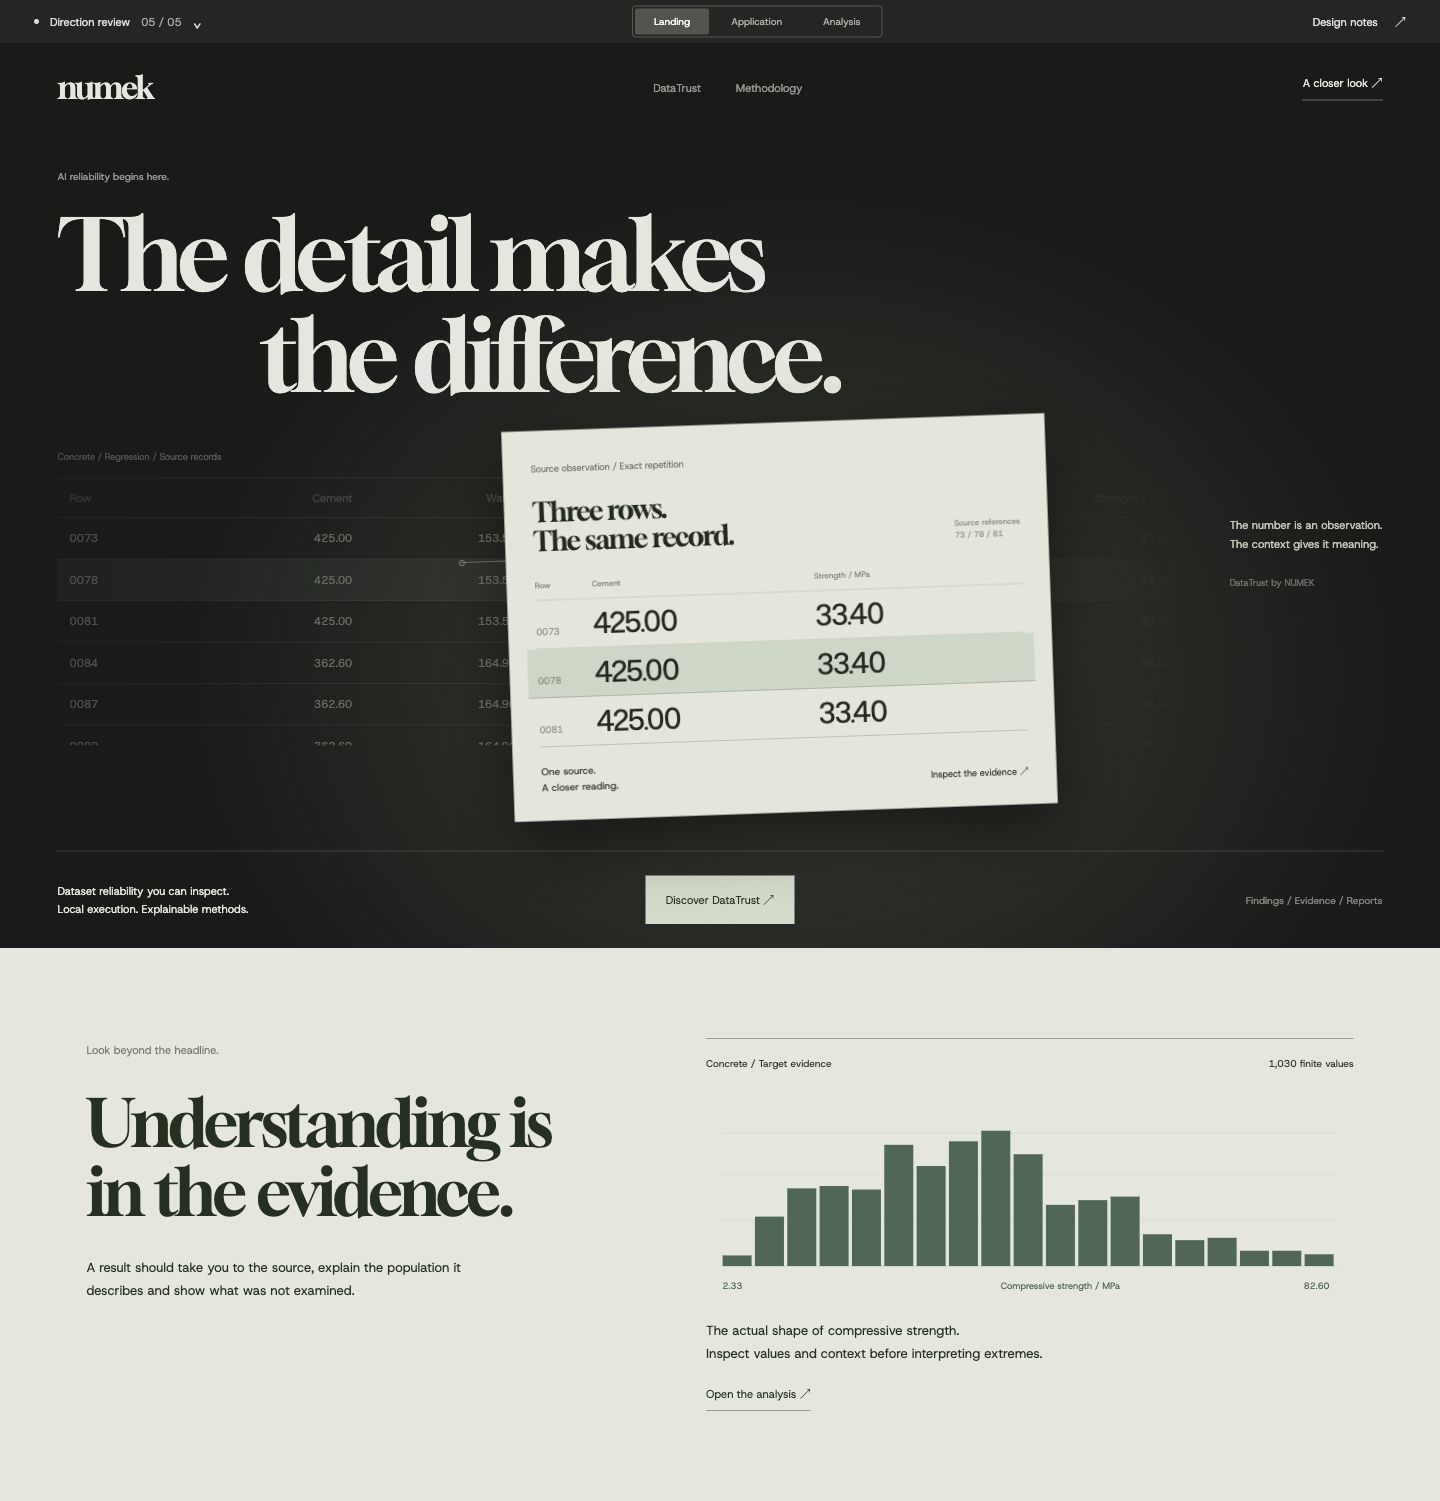 Direction review 05 / 05
Landing Application Analysis
Design notes ↗
numek
DataTrust Methodology
A closer look ↗
AI reliability begins here.
The detail makes
the difference.
Concrete / Regression / Source records
Row Cement Strength /
0073 425.00 33.40
0078 425.00 33.40
0081 425.00 33.40
0084 362.60
0087 362.60
Source observation / Exact repetition
Three rows.
The same record.
Source references
73 / 78 / 81
Row Cement Strength / MPa
0073 425.00 33.40
0078 425.00 33.40
0081 425.00 33.40
One source.
A closer reading.
Inspect the evidence ↗
The number is an observation.
The context gives it meaning.
DataTrust by NUMEK
Dataset reliability you can inspect.
Local execution. Explainable methods.
Discover DataTrust ↗
Findings / Evidence / Reports
Look beyond the headline.
Understanding is
in the evidence.
A result should take you to the source, explain the population it
describes and show what was not examined.
Concrete / Target evidence 1,030 finite values
2.33 Compressive strength / MPa 82.60
The actual shape of compressive strength.
Inspect values and context before interpreting extremes.
Open the analysis ↗